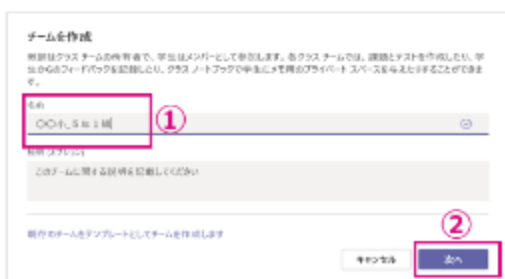 チームを作成
教師はクラス チームの所有者で、学生はメンバーとして参加します。各クラス チームでは、課題とテストを作成したり、学
生からのフィードバックを記録したり、クラス ノートブックで学生にメモ用のプライベート スペースを与えたりすることができま
す。
名前
〇〇小_5年1組
①
説明 (オプション)
このチームに関する説明を記載してください
既存のチームをテンプレートとしてチームを作成します
②
キャンセル
次へ